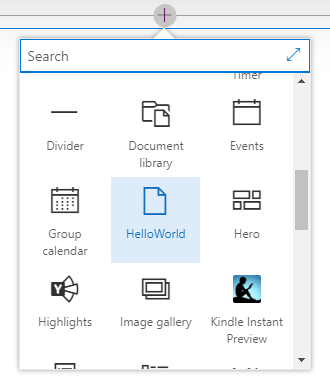 Search
Timer
Divider
Document
library
Events
Group
calendar
HelloWorld
Hero
Highlights
Image gallery
Kindle Instant
Preview